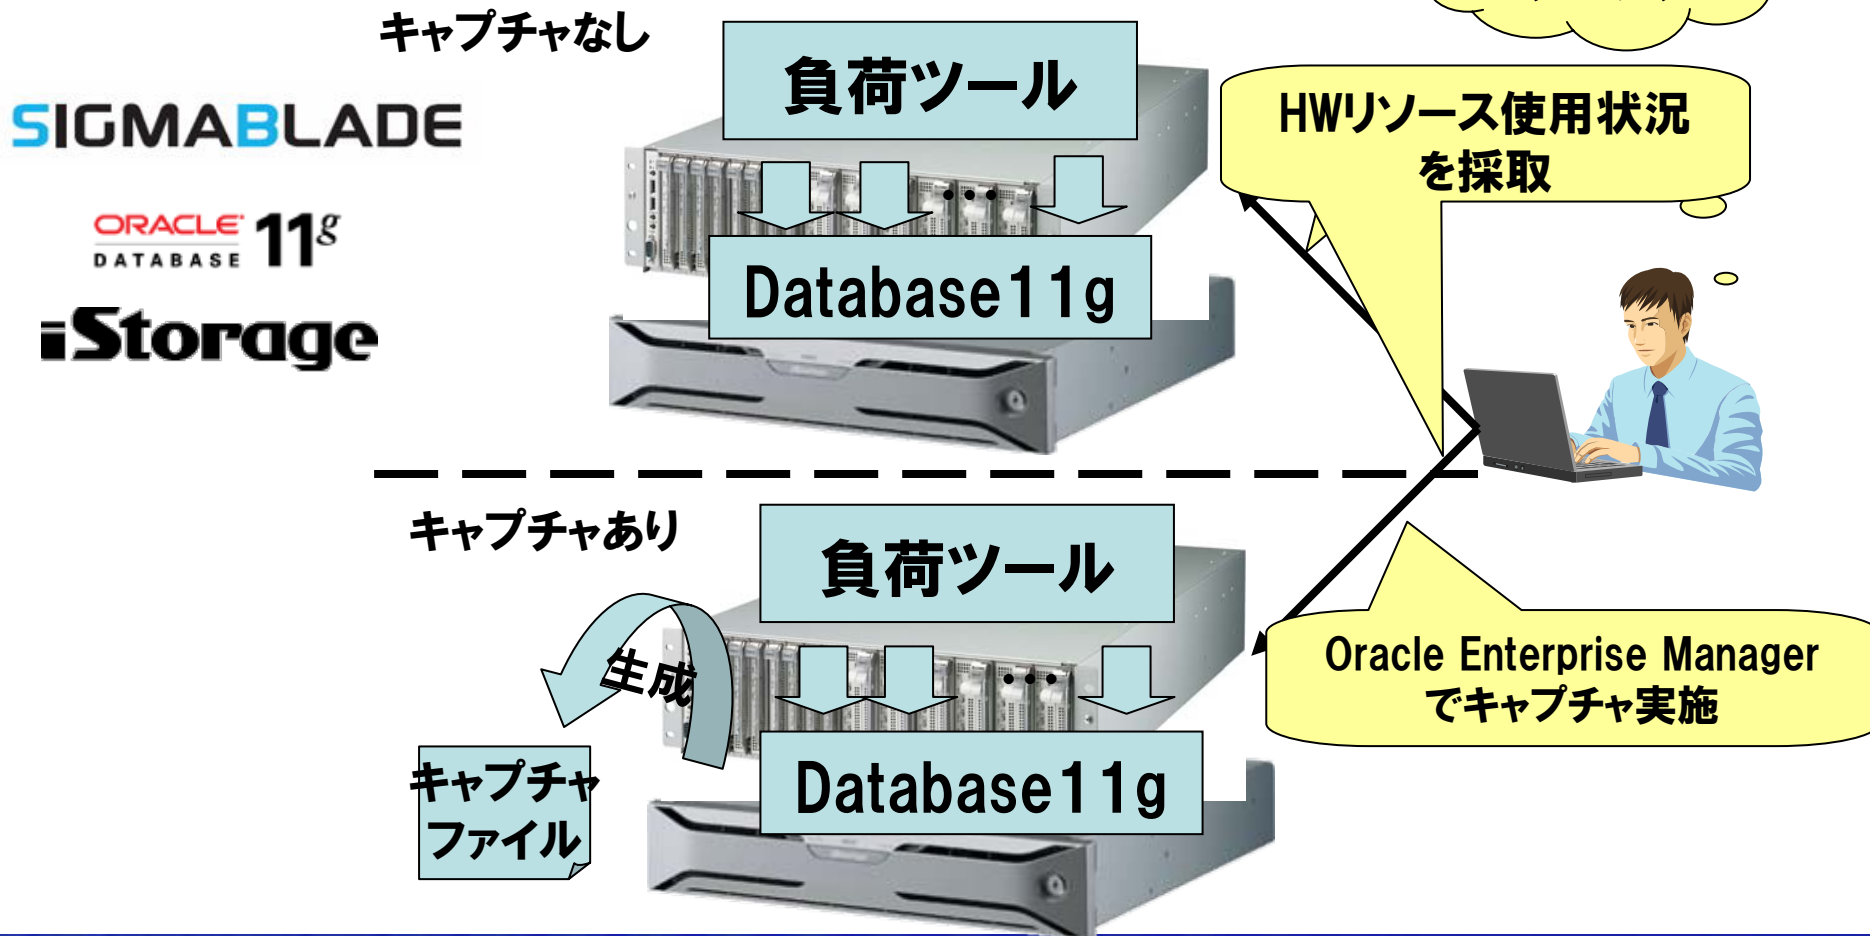 キャプチャなし
負荷ツール
HWリソース使用状況
を採取
SIGMABLADE
ORACLE 11g
DATABASE
Database11g
iStorage
キャプチャあり
負荷ツール
生成
Oracle Enterprise Manager
でキャプチャ実施
キャプチャ
ファイル
Database11g